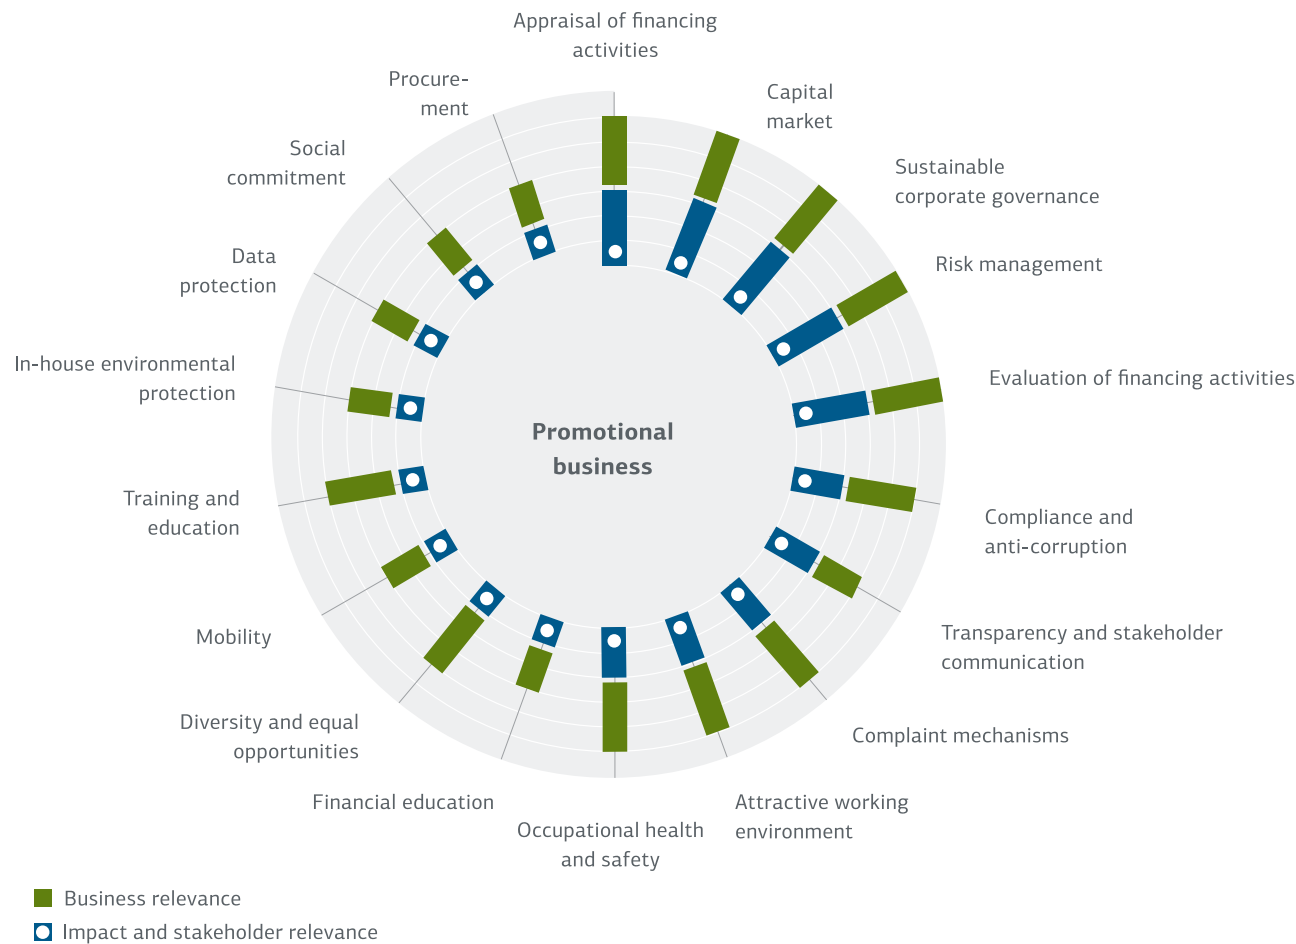 Appraisal of financing
activities
Capital
market
Sustainable
corporate governance
Risk management
Evaluation of financing activities
Compliance and
anti-corruption
Transparency and stakeholder
communication
Complaint mechanisms
Attractive working
environment
Occupational health
and safety
Financial education
Diversity and equal
opportunities
Mobility
Training and
education
In-house environmental
protection
Data
protection
Social
commitment
Procure-
ment
Promotional
business
Business relevance
Impact and stakeholder relevance